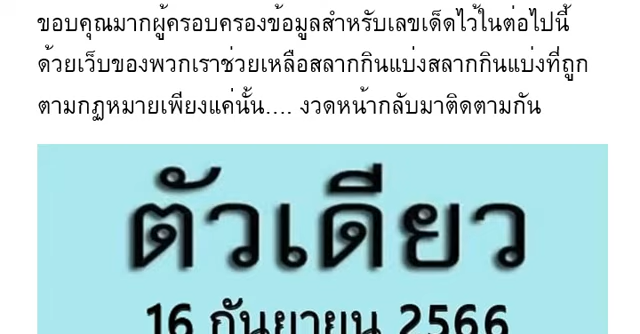 ขอบคุณมากผู้ครอบครองข้อมูลสำหรับเลขเด็ดไว้ในต่อไปนี้
ด้วยเว็บของพวกเราช่วยเหลือสลากกินแบ่งสลากกินแบ่งที่ถูก
ตามกฏหมายเพียงแค่นั้น.... งวดหน้ากลับมาติดตามกัน
ตัวเดียว
16 กันยายน 2566